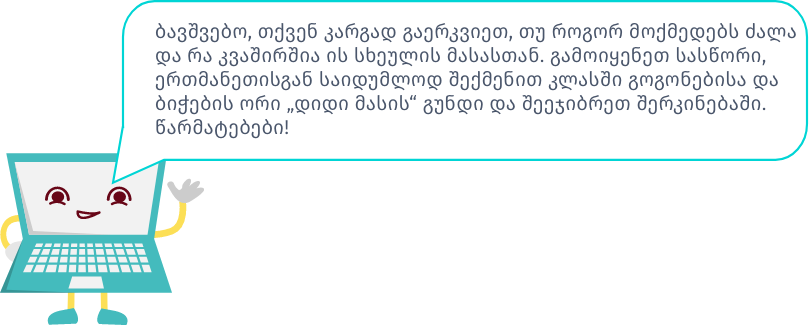 ბავშვებო, თქვენ კარგად გაერკვიეთ, თუ როგორ მოქმედებს ძალა
და რა კვაშირშია ის სხეულის მასასთან. გამოიყენეთ სასწორი,
ერთმანეთისგან საიდუმლოდ შექმენით კლასში გოგონებისა და
ბიჭების ორი „დიდი მასის“ გუნდი და შეეჯიბრეთ შერკინებაში.
წარმატებები!